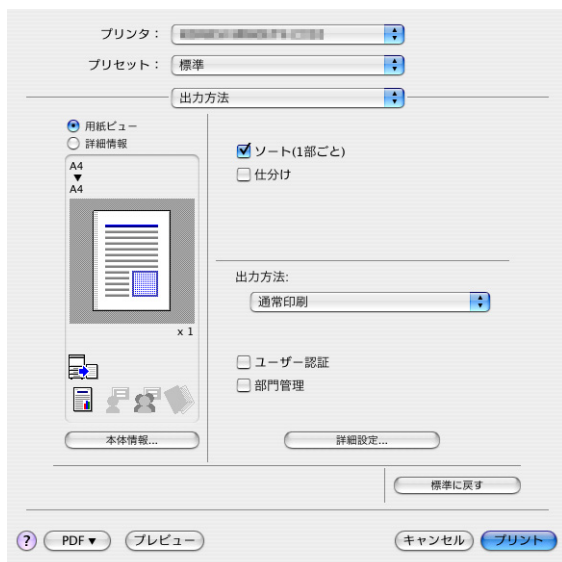 プリンタ：
プリセット： 標準
出力方法
用紙ビュー
詳細情報
A4
A4
x 1
本体情報...
ソート(1部ごと)
仕分け
出力方法:
通常印刷
ユーザー認証
部門管理
詳細設定...
標準に戻す
? PDF プレビュー キャンセル プリント